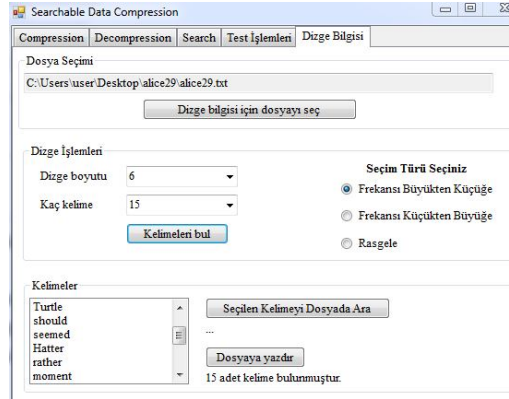 Searchable Data Compression
Compression Decompression Search Test İşlemleri Dizge Bilgisi
Dosya Seçimi
C:\Users\user\Desktop\alice29\alice29.txt
Dizge bilgisi için dosyayı seç
Dizge İşlemleri
Seçim Türü Seçiniz
Dizge boyutu 6
Frekansı Büyükten Küçüğe
Kaç kelime 15
Frekansı Küçükten Büyüğe
Kelimeleri bul
Rasgele
Kelimeler
Turtle
should
seemed
Hatter
rather
moment
Seçilen Kelimeyi Dosyada Ara
...
Dosyaya yazdır
15 adet kelime bulunmuştur.